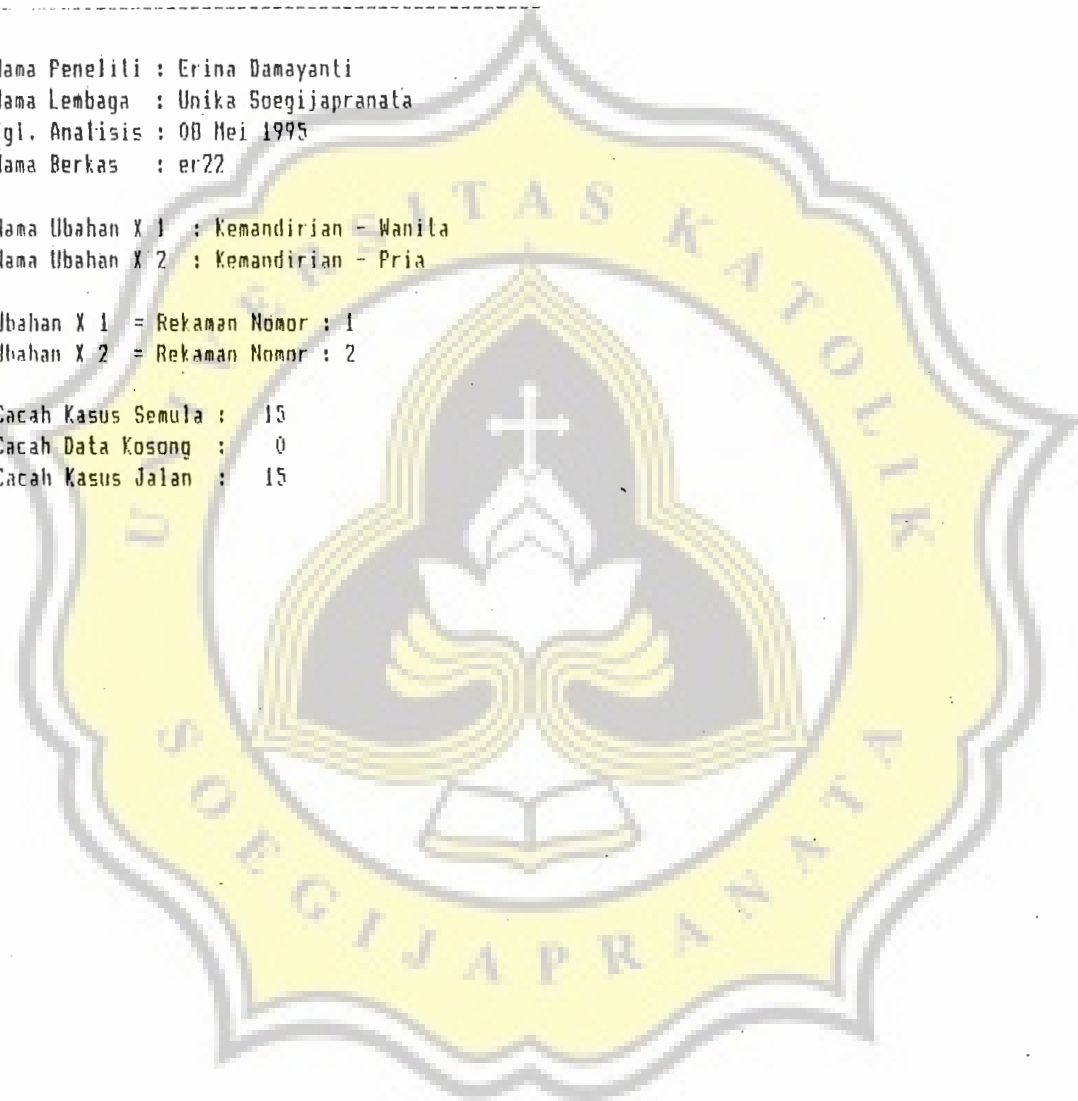 Nama Peneliti : Erina Damayanti
Nama Lembaga : Unika Soegijapranata
Tgl. Analisis : 08 Mei 1995
Nama Berkas : er22
Nama Ubahan X 1 : Kemandirian - Wanita
Nama Ubahan X 2 : Kemandirian - Pria
Ubahan X 1 = Rekaman Nomor : 1
Ubahan X 2 = Rekaman Nomor : 2
Cacah Kasus Semula : 15
Cacah Data Kosong : 0
Cacah Kasus Jalan : 15
UNIVERSITAS KATOLIK
SOEGIJAPRANATA